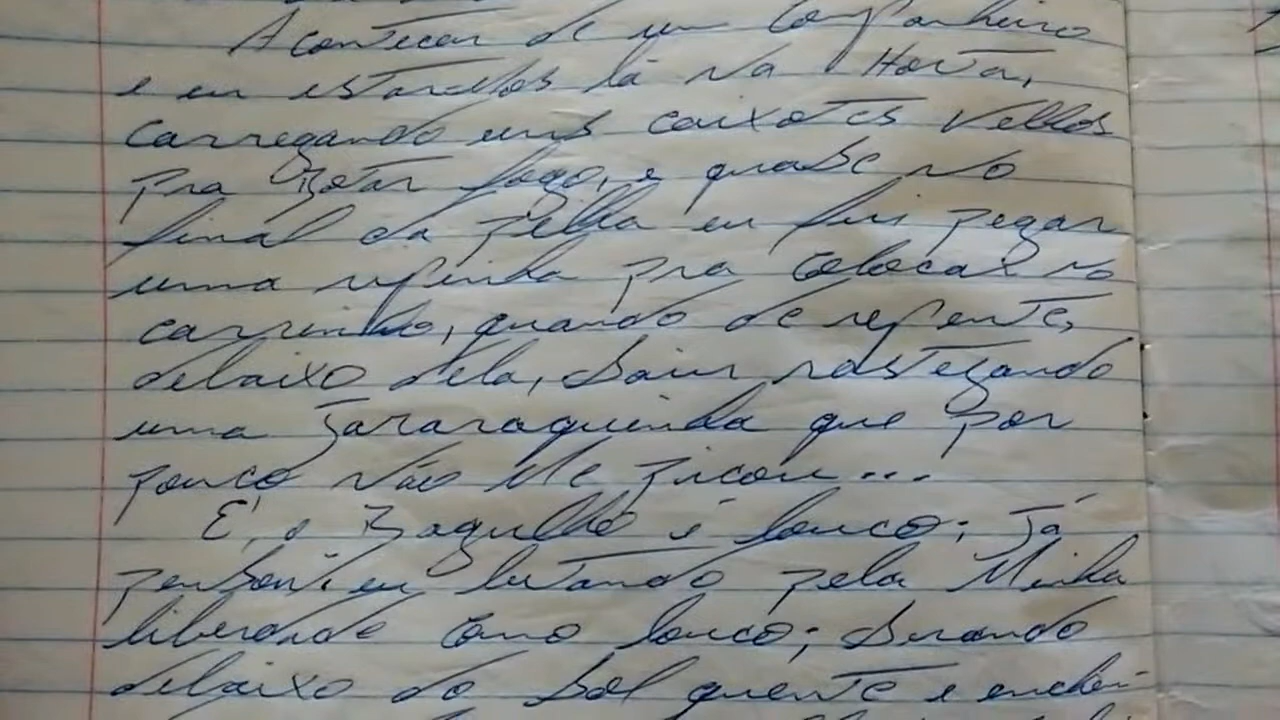 Acontecer de um companheiro
e eu estarmos lá na Horta,
carregando uns caixotes velhos
pra botar fogo, e quase no
final da pilha eu fui pegar
uma ripinha pra colocar no
carrinho, quando de repente,
debaixo dela, saiu rastejando
uma jararaquinha que por
pouco não me picou...
É, o bagulho é louco; já
pensou: eu lutando pela minha
liberdade como louco; suando
debaixo do sol quente e